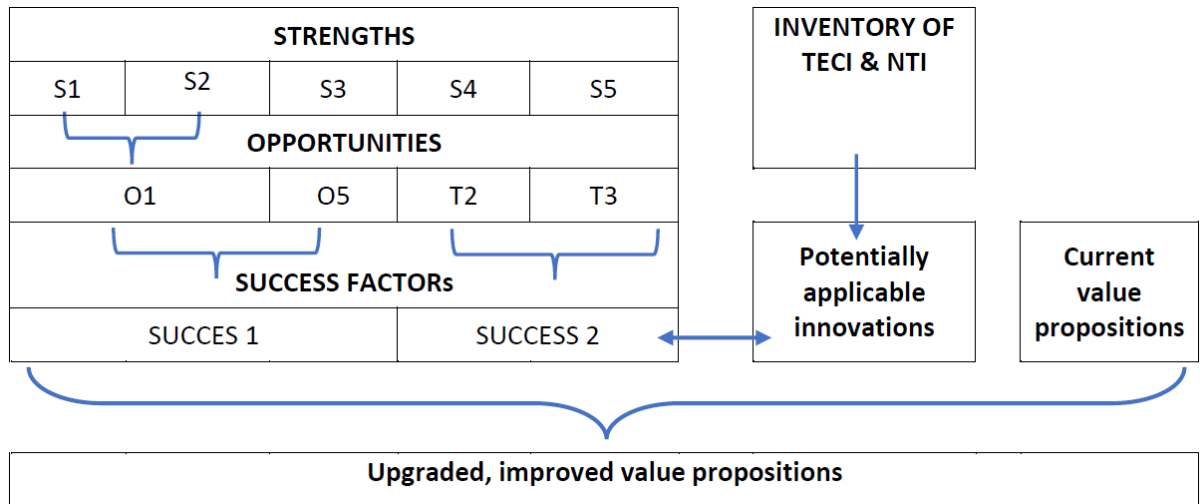 STRENGTHS
S1 S2 S3 S4 S5
OPPORTUNITIES
O1 O5 T2 T3
SUCCESS FACTORs
SUCCES 1 SUCCESS 2
INVENTORY OF
TECI & NTI
Potentially
applicable
innovations
Current
value
propositions
Upgraded, improved value propositions